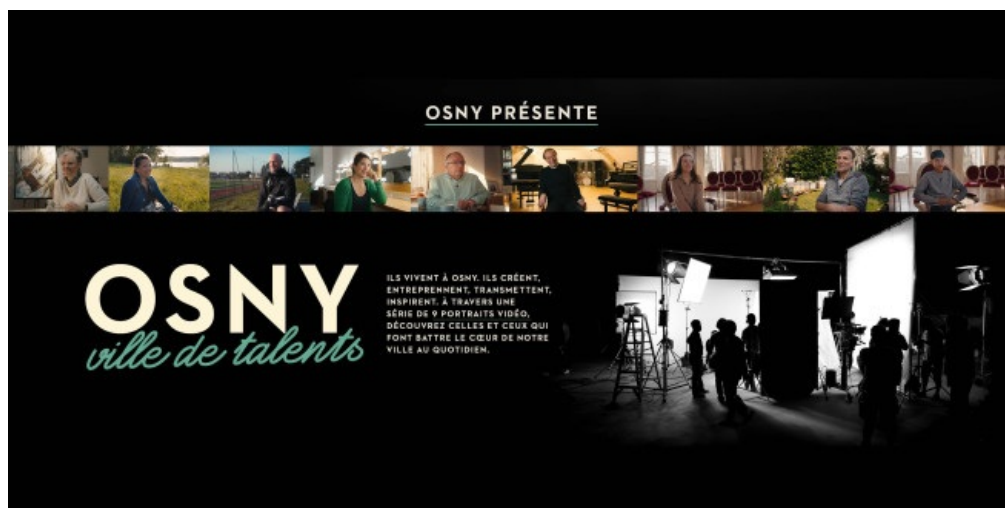 OSNY PRÉSENTE
OSNY
ville de talents
ILS VIVENT À OSNY. ILS CRÉENT,
ENTREPRENNENT, TRANSMETTENT,
INSPIRENT. À TRAVERS UNE
SÉRIE DE 9 PORTRAITS VIDÉO,
DÉCOUVREZ CELLES ET CEUX QUI
FONT BATTRE LE CŒUR DE NOTRE
VILLE AU QUOTIDIEN.